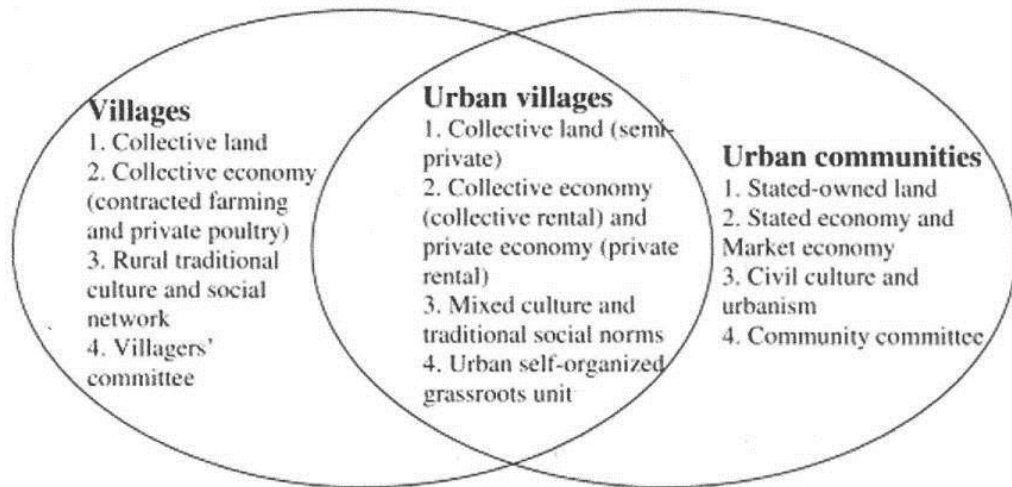 Villages
1. Collective land
2. Collective economy
(contracted farming
and private poultry)
3. Rural traditional
culture and social
network
4. Villagers’
committee
Urban villages
1. Collective land (semi-
private)
2. Collective economy
(collective rental) and
private economy (private
rental)
3. Mixed culture and
traditional social norms
4. Urban self-organized
grassroots unit
Urban communities
1. Stated-owned land
2. Stated economy and
Market economy
3. Civil culture and
urbanism
4. Community committee